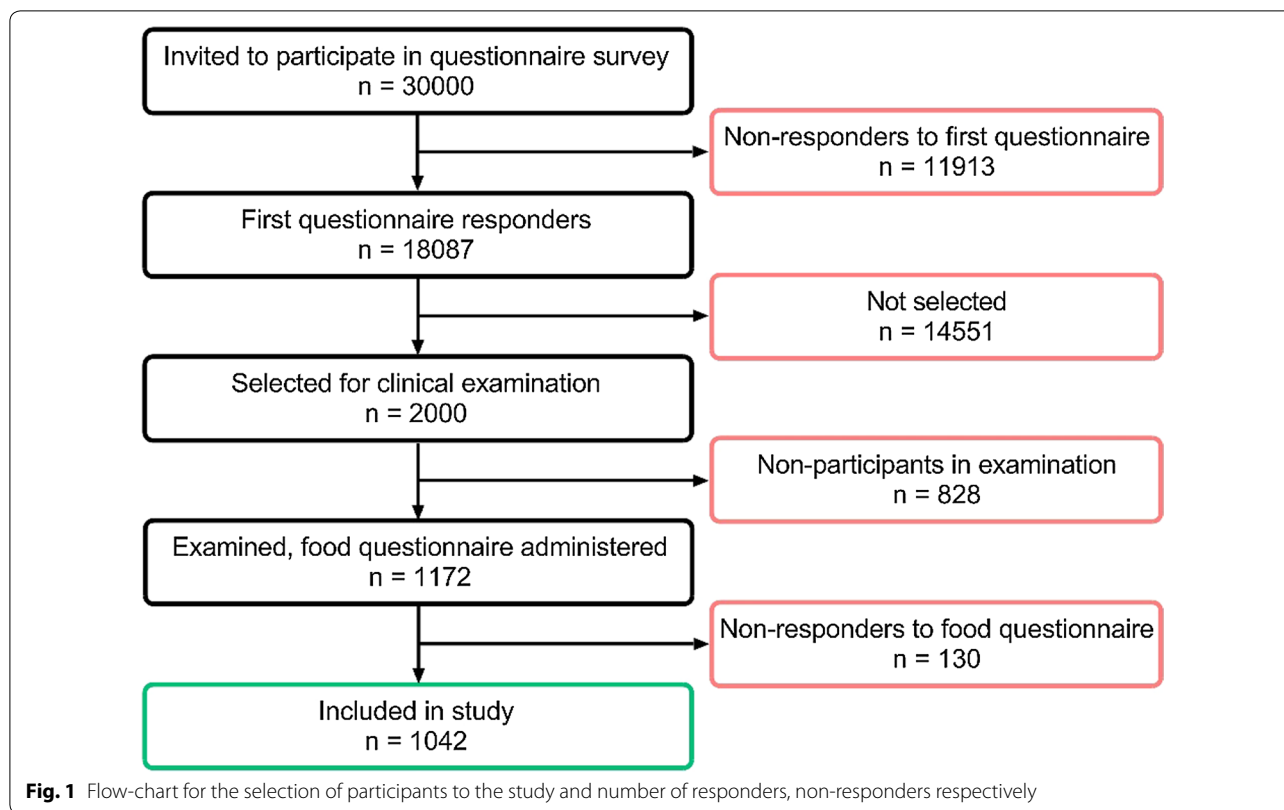 Invited to participate in questionnaire survey
n = 30000
Non-responders to first questionnaire
n = 11913
First questionnaire responders
n = 18087
Not selected
n = 14551
Selected for clinical examination
n = 2000
Non-participants in examination
n = 828
Examined, food questionnaire administered
n = 1172
Non-responders to food questionnaire
n = 130
Included in study
n = 1042
Fig. 1 Flow-chart for the selection of participants to the study and number of responders, non-responders respectively